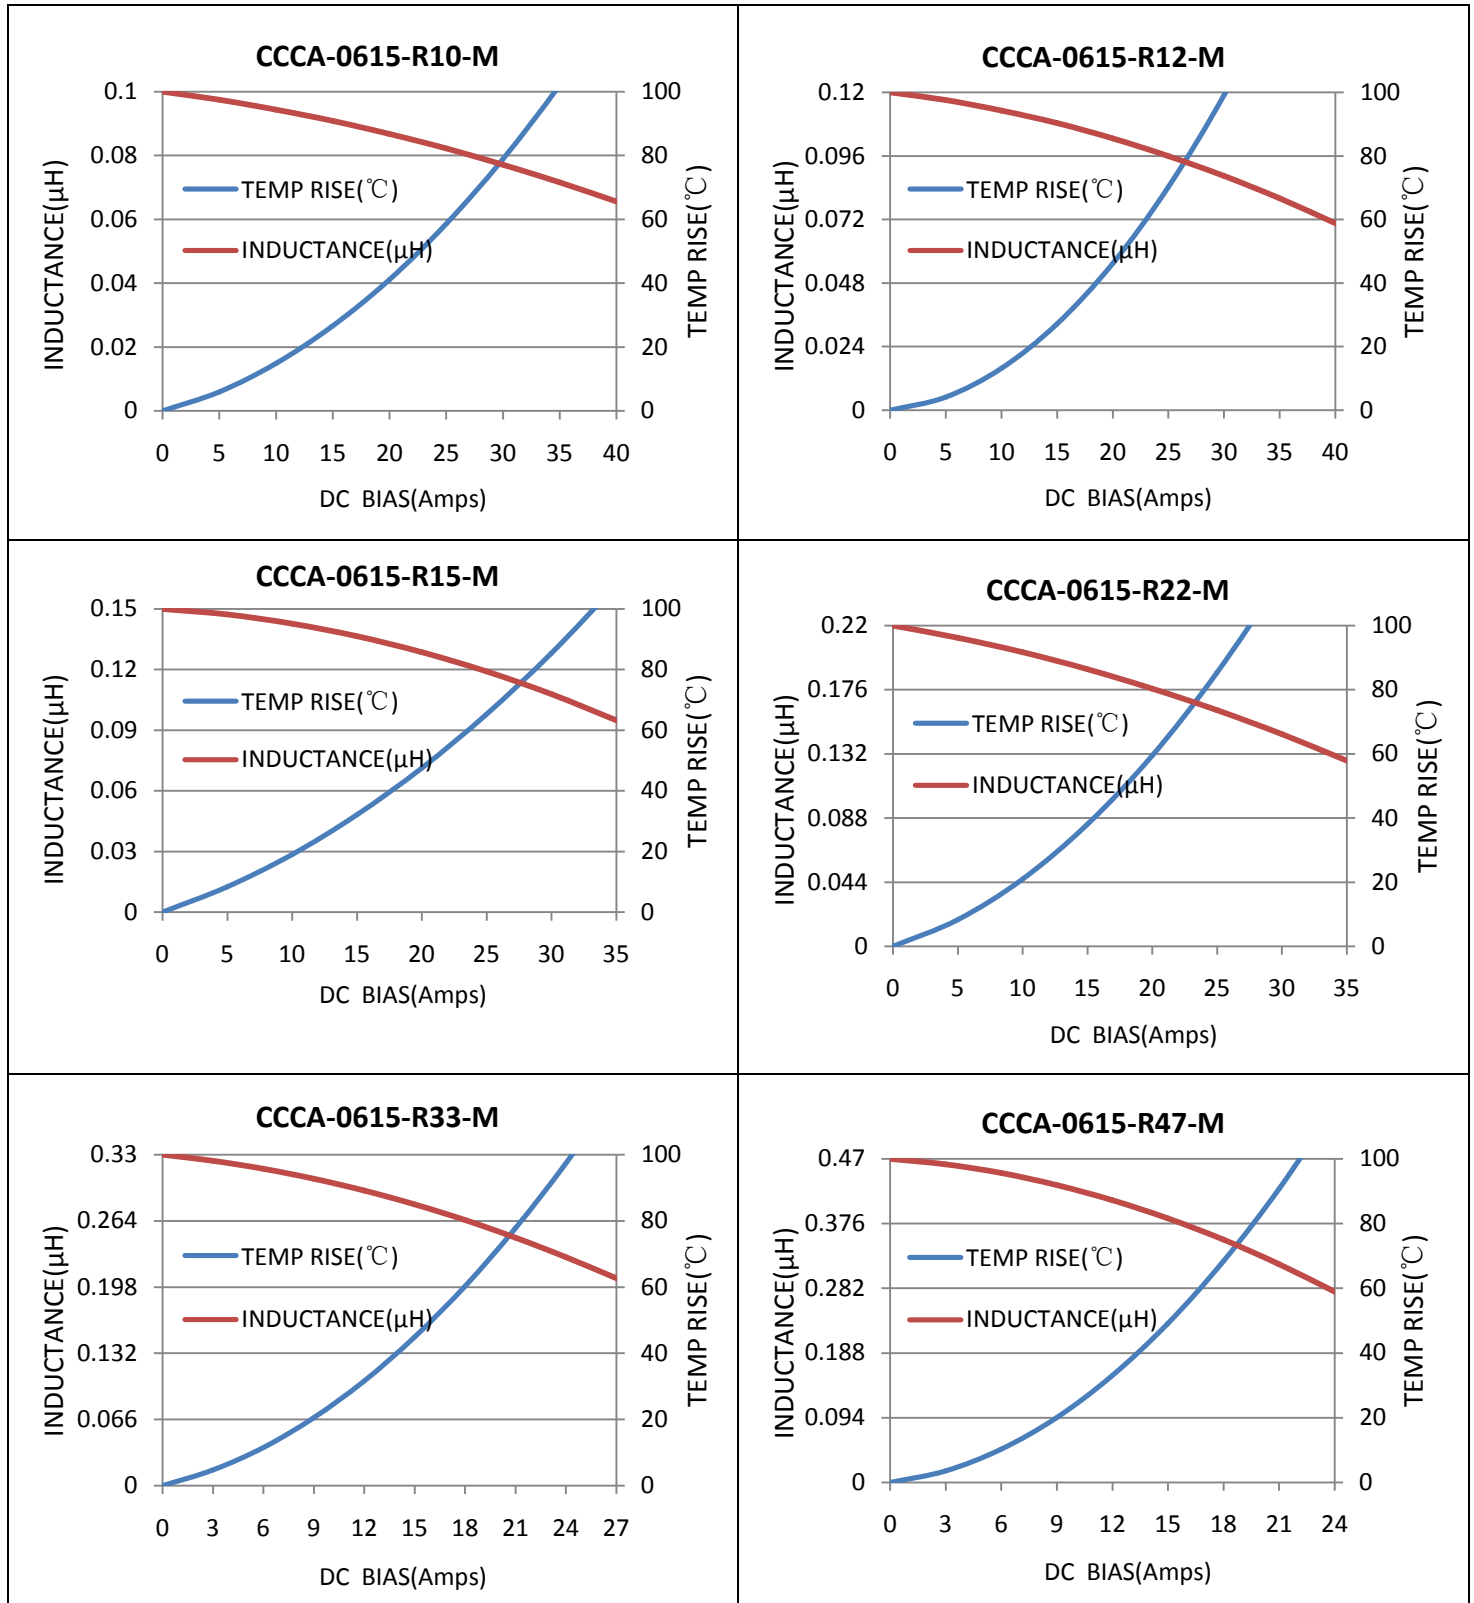 CCCA-0615-R10-M
0.1
0.08
0.06
0.04
0.02
0
INDUCTANCE(μH)
100
80
60
40
20
0
TEMP RISE(℃)
TEMP RISE(℃)
INDUCTANCE(μH)
0 5 10 15 20 25 30 35 40
DC BIAS(Amps)
CCCA-0615-R12-M
0.12
0.096
0.072
0.048
0.024
0
INDUCTANCE(μH)
100
80
60
40
20
0
TEMP RISE(℃)
TEMP RISE(℃)
INDUCTANCE(μH)
0 5 10 15 20 25 30 35 40
DC BIAS(Amps)
CCCA-0615-R15-M
0.15
0.12
0.09
0.06
0.03
0
INDUCTANCE(μH)
100
80
60
40
20
0
TEMP RISE(℃)
TEMP RISE(℃)
INDUCTANCE(μH)
0 5 10 15 20 25 30 35
DC BIAS(Amps)
CCCA-0615-R22-M
0.22
0.176
0.132
0.088
0.044
0
INDUCTANCE(μH)
100
80
60
40
20
0
TEMP RISE(℃)
TEMP RISE(℃)
INDUCTANCE(μH)
0 5 10 15 20 25 30 35
DC BIAS(Amps)
CCCA-0615-R33-M
0.33
0.264
0.198
0.132
0.066
0
INDUCTANCE(μH)
100
80
60
40
20
0
TEMP RISE(℃)
TEMP RISE(℃)
INDUCTANCE(μH)
0 3 6 9 12 15 18 21 24 27
DC BIAS(Amps)
CCCA-0615-R47-M
0.47
0.376
0.282
0.188
0.094
0
INDUCTANCE(μH)
100
80
60
40
20
0
TEMP RISE(℃)
TEMP RISE(℃)
INDUCTANCE(μH)
0 3 6 9 12 15 18 21 24
DC BIAS(Amps)